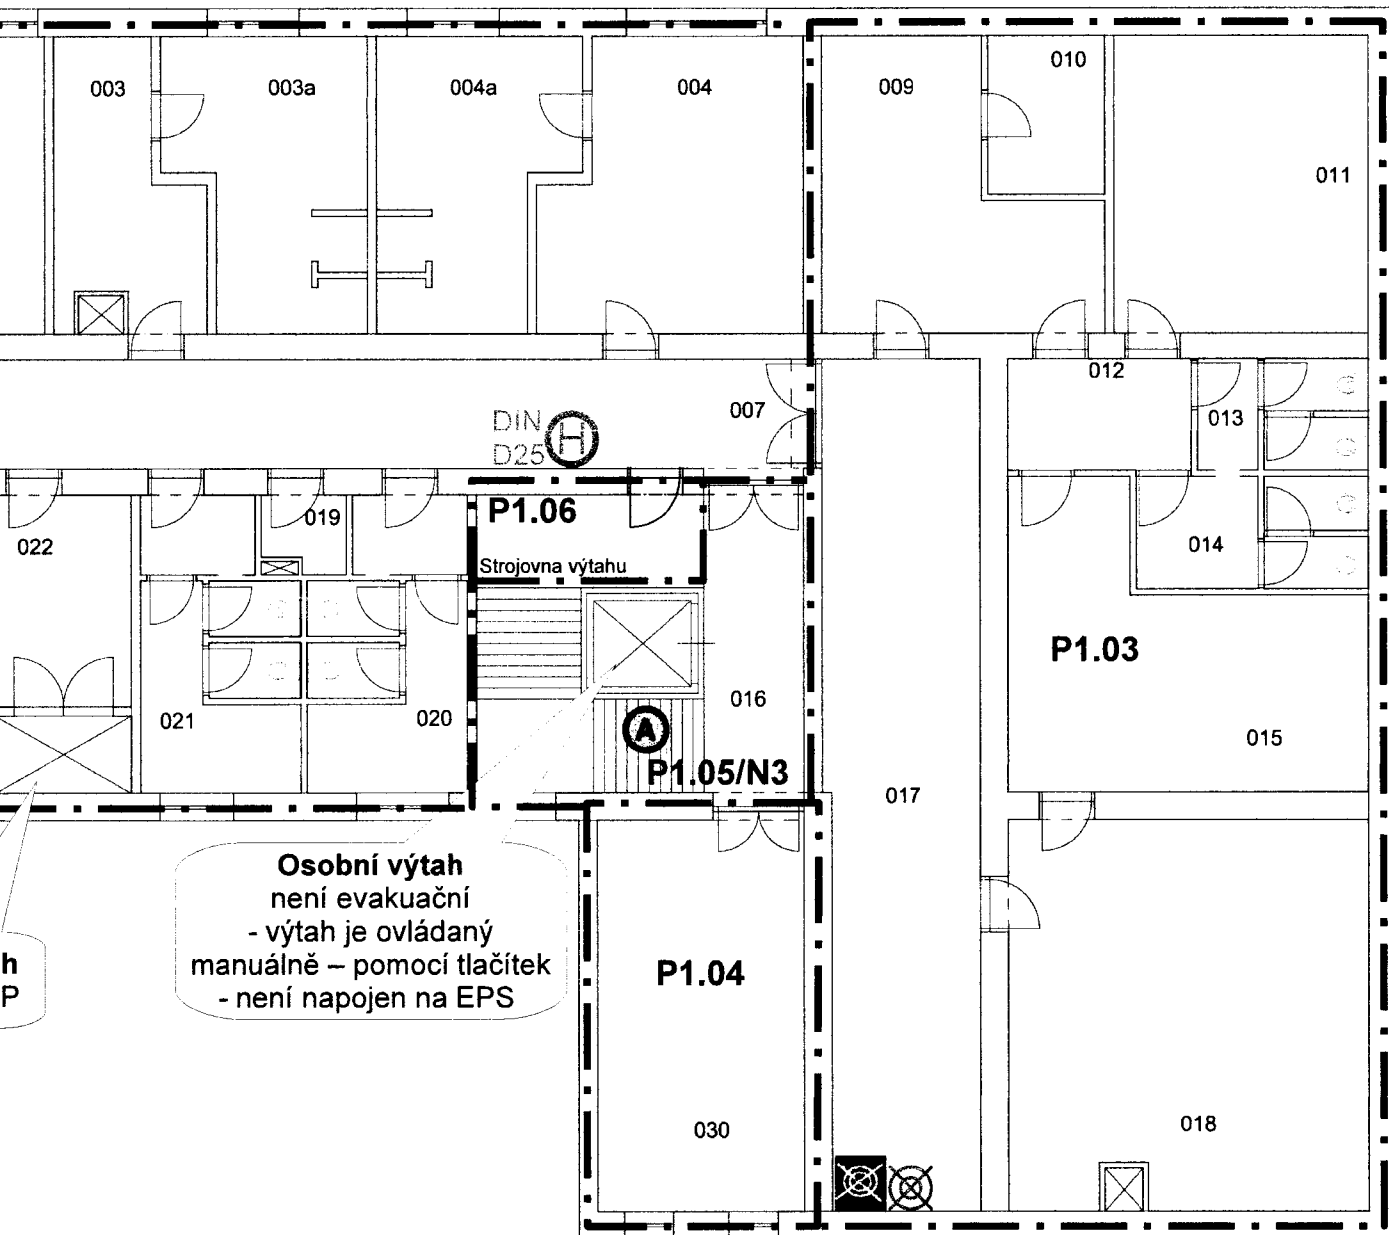 003
003a
004a
004
009
010
011
012
013
007
DIN
D25
H
P1.06
019
022
Strojovna výtahu
014
P1.03
016
021
020
A
P1.05/N3
015
017
Osobní výtah
není evakuační
- výtah je ovládaný
manuálně – pomocí tlačítek
- není napojen na EPS
h
P
P1.04
030
018